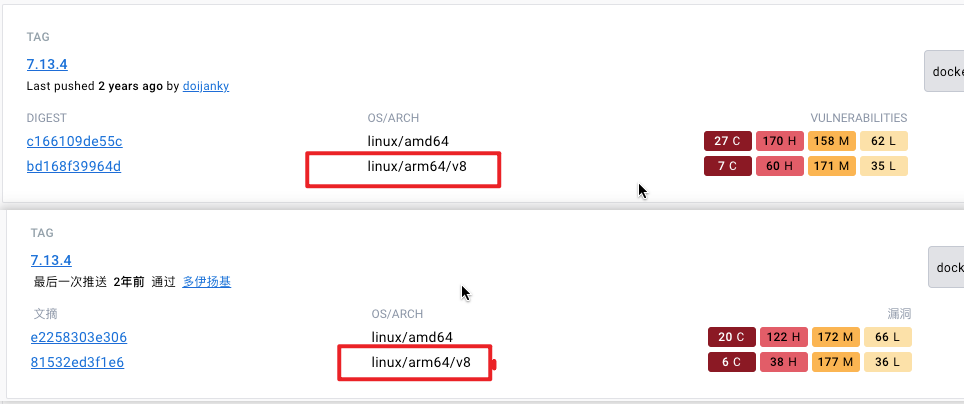 TAG
7.13.4
Last pushed 2 years ago by doijanky
DIGEST OS/ARCH VULNERABILITIES
c166109de55c linux/amd64 27 C 170 H 158 M 62 L
bd168f39964d linux/arm64/v8 7 C 60 H 171 M 35 L
docke
TAG
7.13.4
最后一次推送 2年前 通过 多伊扬基
文摘 OS/ARCH 漏洞
e2258303e306 linux/amd64 20 C 122 H 172 M 66 L
81532ed3f1e6 linux/arm64/v8 6 C 38 H 177 M 36 L
dock